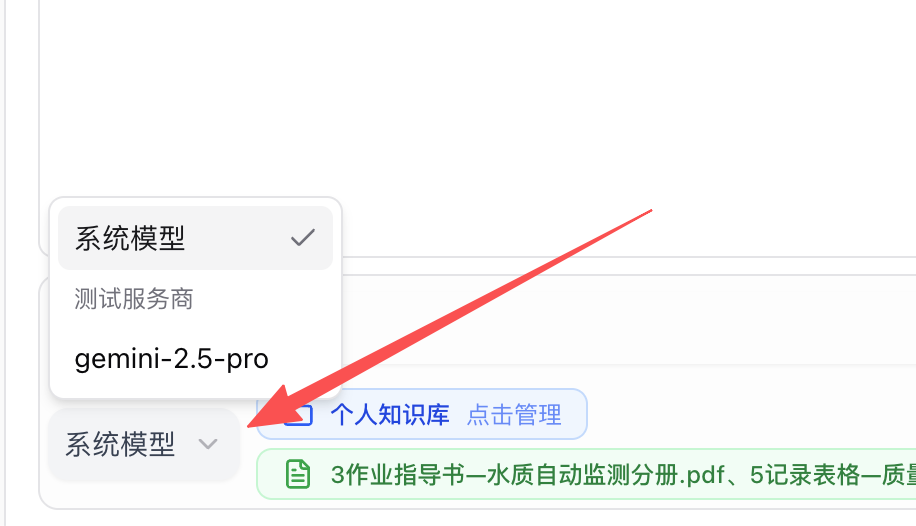 系统模型
测试服务商
gemini-2.5-pro
系统模型
个人知识库 点击管理
3作业指导书—水质自动监测分册.pdf、5记录表格—质量